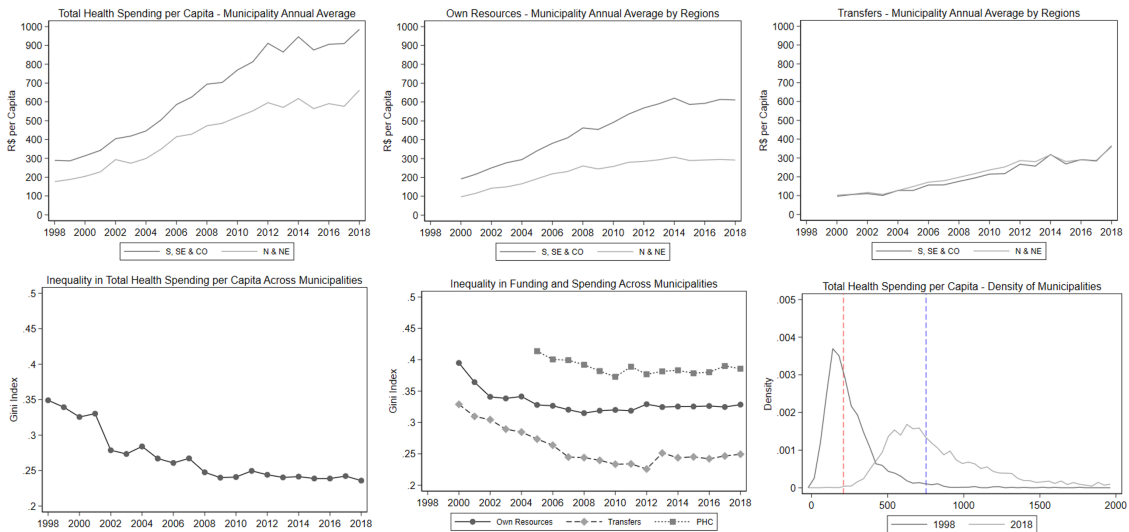 Total Health Spending per Capita - Municipality Annual Average
R$ per Capita
1000
900
800
700
600
500
400
300
200
100
0
1998 2000 2002 2004 2006 2008 2010 2012 2014 2016 2018
S, SE & CO N & NE
Own Resources - Municipality Annual Average by Regions
R$ per Capita
1000
900
800
700
600
500
400
300
200
100
0
1998 2000 2002 2004 2006 2008 2010 2012 2014 2016 2018
S, SE & CO N & NE
Transfers - Municipality Annual Average by Regions
R$ per Capita
1000
900
800
700
600
500
400
300
200
100
0
1998 2000 2002 2004 2006 2008 2010 2012 2014 2016 2018
S, SE & CO N & NE
Inequality in Total Health Spending per Capita Across Municipalities
Gini Index
.5
.45
.4
.35
.3
.25
.2
1998 2000 2002 2004 2006 2008 2010 2012 2014 2016 2018
Inequality in Funding and Spending Across Municipalities
Gini Index
.5
.45
.4
.35
.3
.25
.2
1998 2000 2002 2004 2006 2008 2010 2012 2014 2016 2018
Own Resources Transfers PHC
Total Health Spending per Capita - Density of Municipalities
Density
.005
.004
.003
.002
.001
0
0 500 1000 1500 2000
1998 2018